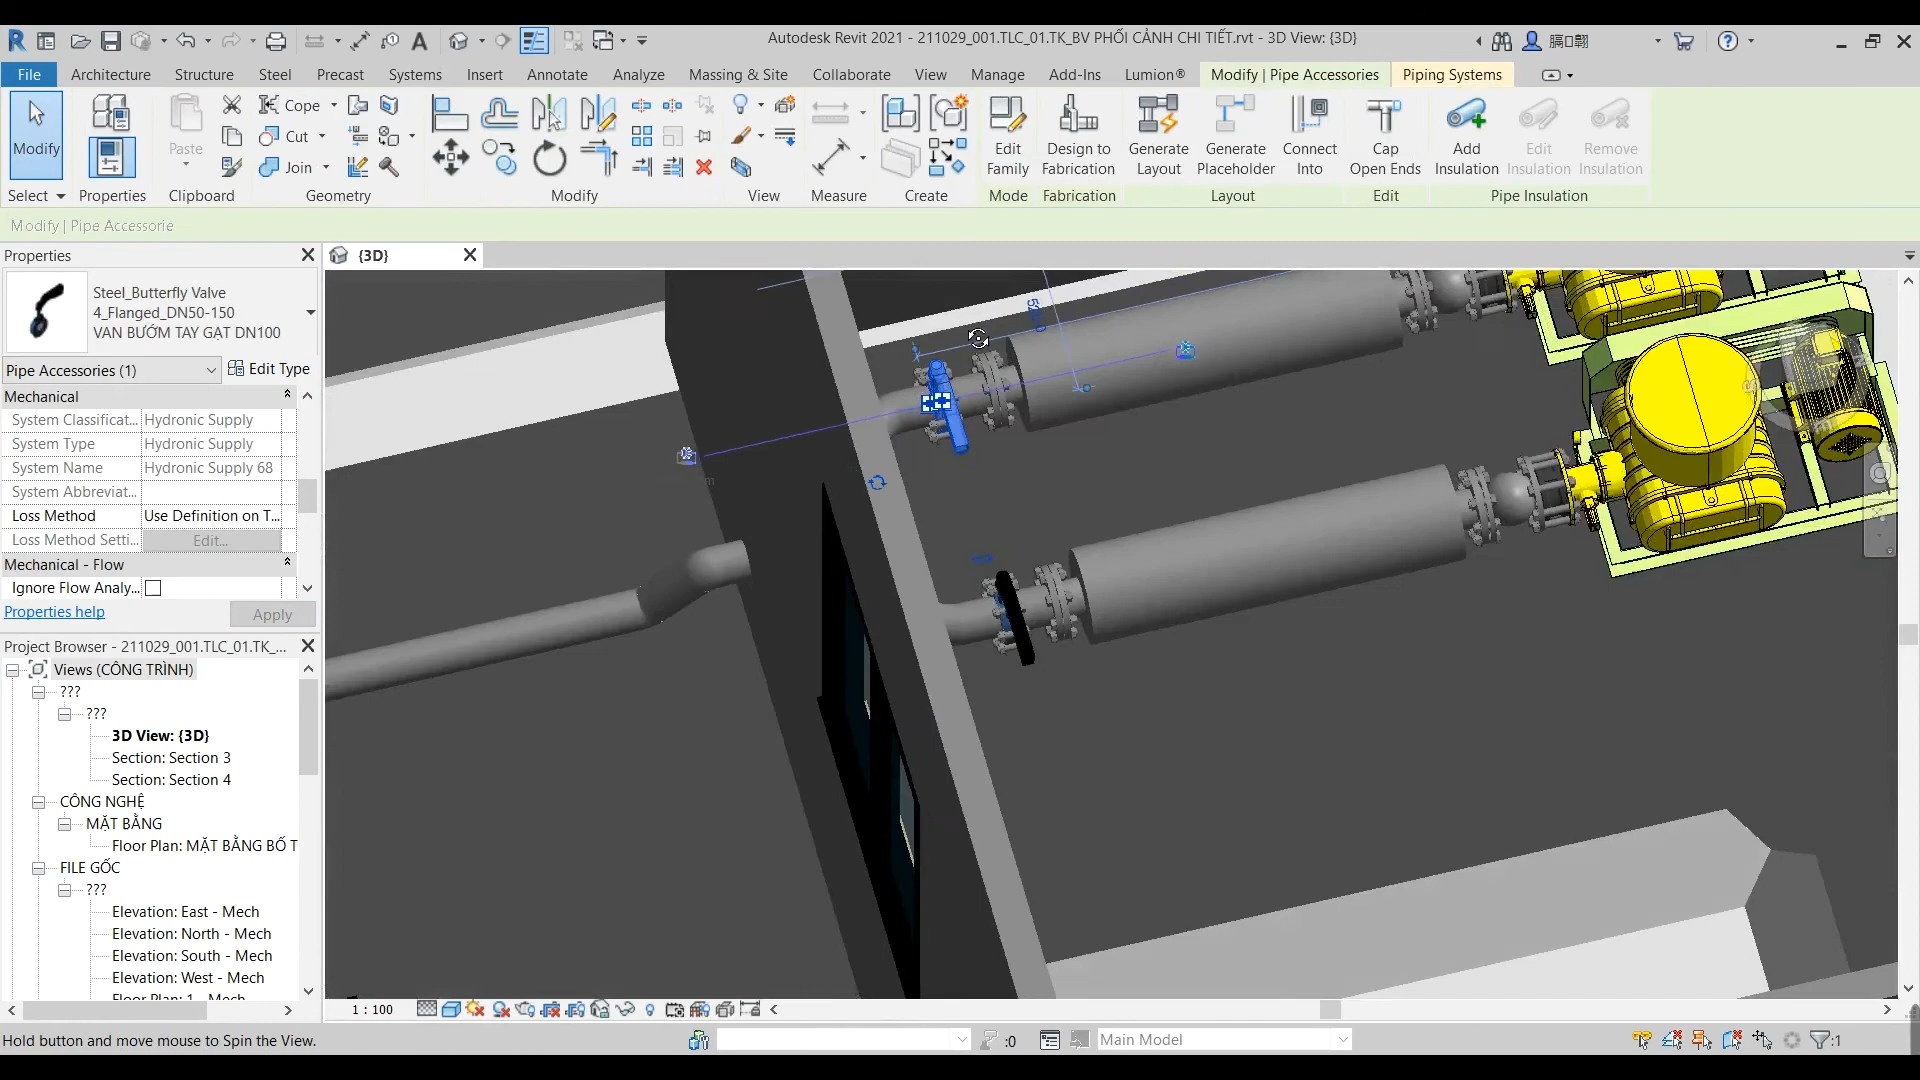 Autodesk Revit 2021 - 211029_001.TLC_01.TK_BV PHỐI CẢNH CHI TIẾT.rvt - 3D View: {3D}
File Architecture Structure Steel Precast Systems Insert Annotate Analyze Massing & Site Collaborate View Manage Add-Ins Lumion® Modify | Pipe Accessories Piping Systems
Modify
Paste
Cope
Cut
Join
Edit Family
Design to Fabrication
Generate Layout
Generate Placeholder
Connect Into
Cap Open Ends
Add Insulation
Edit Insulation
Remove Insulation
Select Properties Clipboard Geometry Modify View Measure Create Mode Fabrication Layout Edit Pipe Insulation
Modify | Pipe Accessorie
Properties
{3D}
Steel_Butterfly Valve
4_Flanged_DN50-150
VAN BƯỚM TAY GẠT DN100
Pipe Accessories (1) Edit Type
Mechanical
System Classificat... Hydronic Supply
System Type Hydronic Supply
System Name Hydronic Supply 68
System Abbreviat...
Loss Method Use Definition on T...
Loss Method Setti... Edit...
Mechanical - Flow
Ignore Flow Analy...
Properties help Apply
Project Browser - 211029_001.TLC_01.TK_...
Views (CÔNG TRÌNH)
???
???
3D View: {3D}
Section: Section 3
Section: Section 4
CÔNG NGHỆ
MẶT BẰNG
Floor Plan: MẶT BẰNG BỐ T
FILE GỐC
???
Elevation: East - Mech
Elevation: North - Mech
Elevation: South - Mech
Elevation: West - Mech
Floor Plan: 1 - Mech
1 : 100
Hold button and move mouse to Spin the View.
:0
Main Model
:1